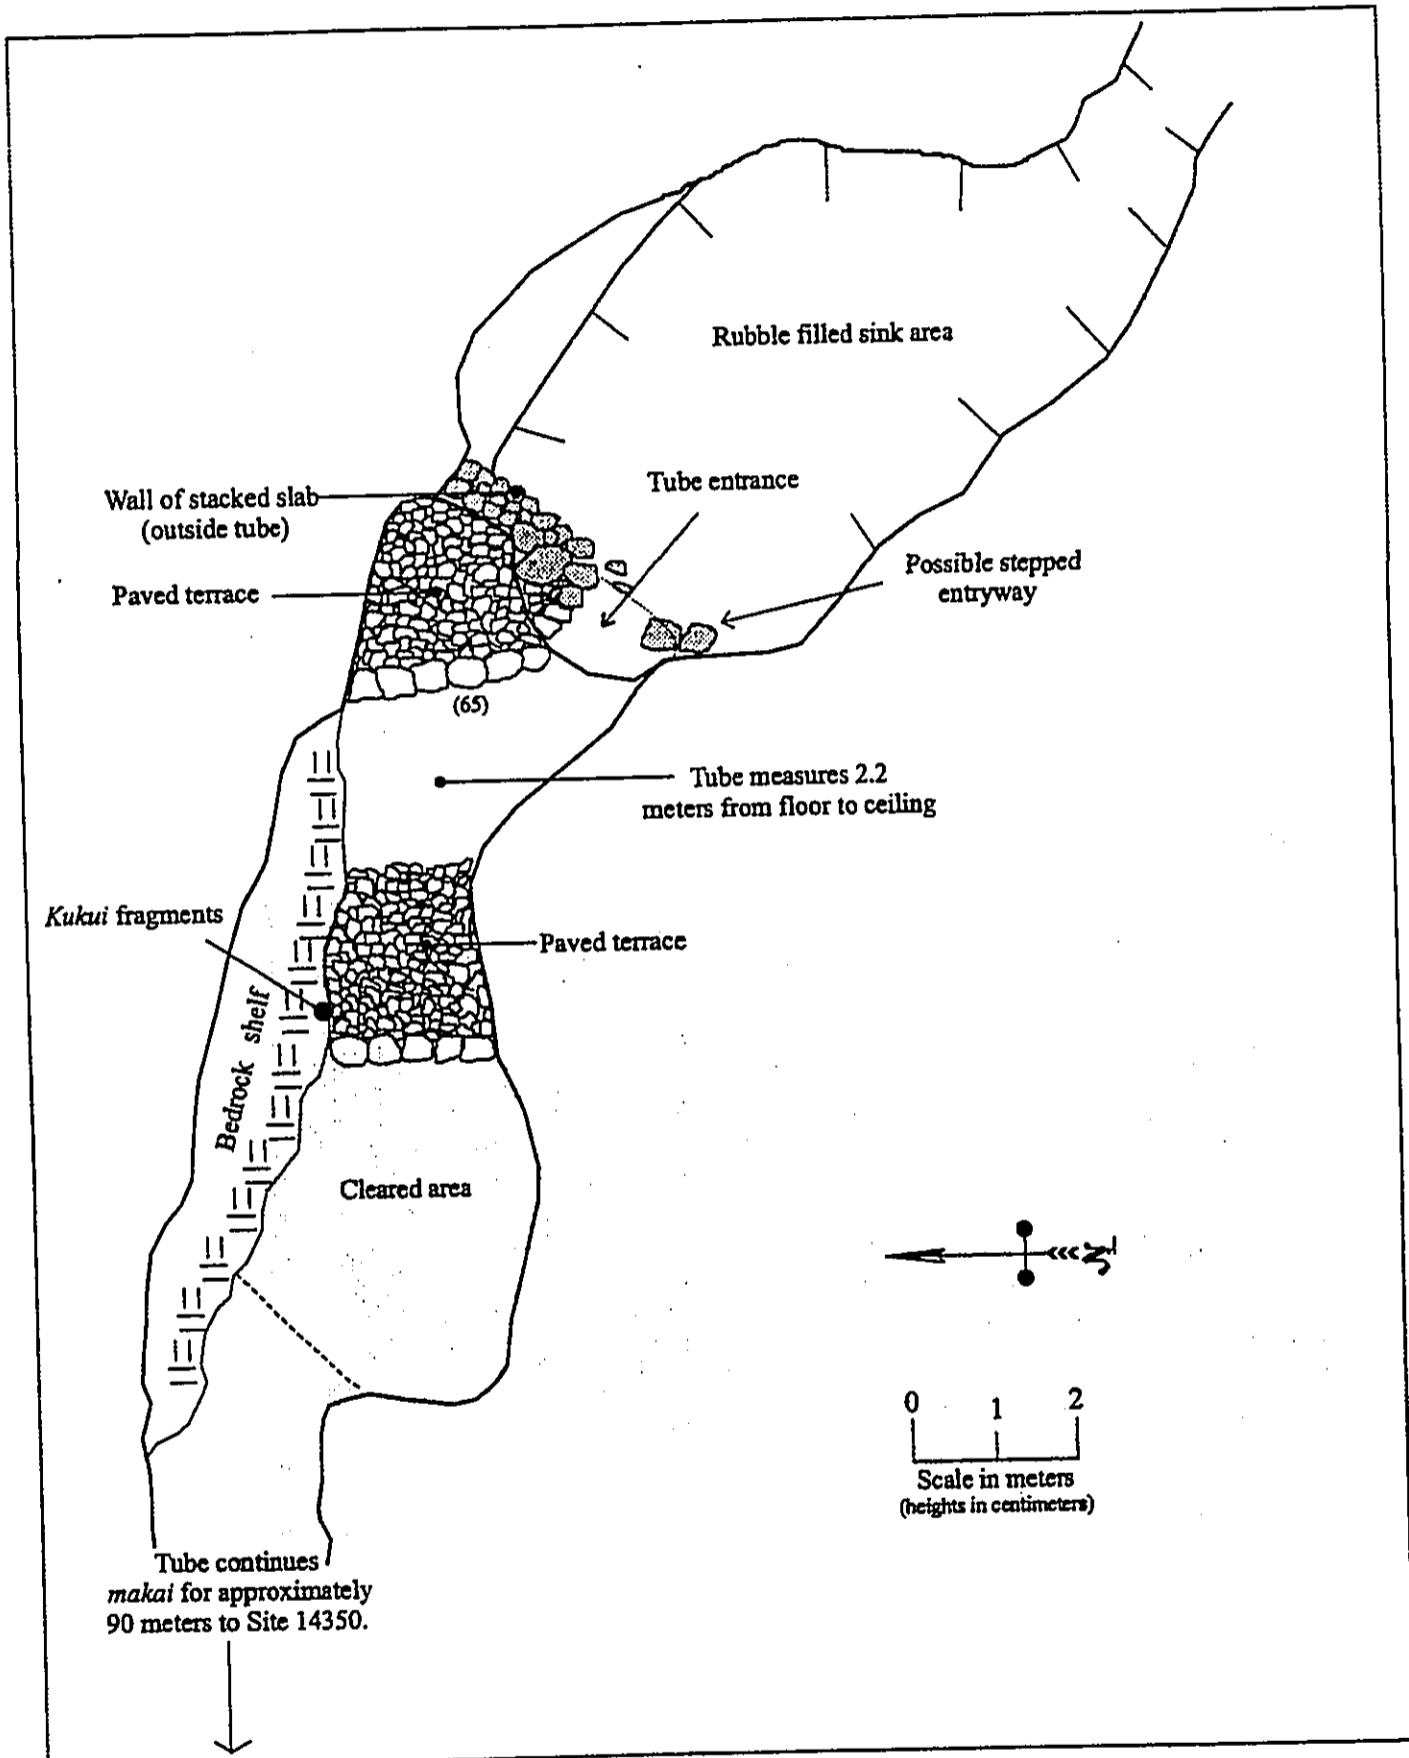 Rubble filled sink area
Tube entrance
Wall of stacked slab
(outside tube)
Possible stepped
entryway
Paved terrace
(65)
Tube measures 2.2
meters from floor to ceiling
Kukui fragments
Paved terrace
Bedrock shelf
Cleared area
0 1 2
Scale in meters
(heights in centimeters)
Tube continues
makai for approximately
90 meters to Site 14350.